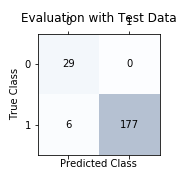 Evaluation with Test Data
0 1
0 29 0
True Class
1 6 177
Predicted Class